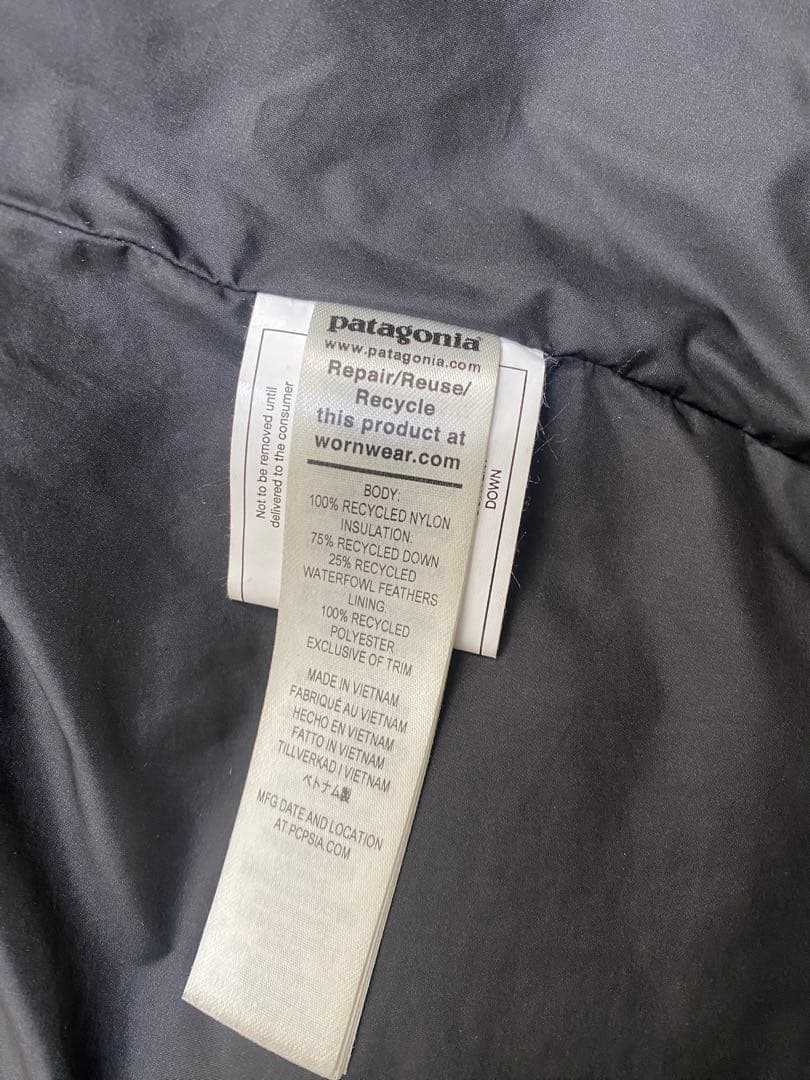 patagonia
www.patagonia.com
Repair/Reuse/
Recycle
this product at
wornwear.com
BODY:
100% RECYCLED NYLON
INSULATION:
75% RECYCLED DOWN
25% RECYCLED
WATERFOWL FEATHERS
LINING
100% RECYCLED
POLYESTER
EXCLUSIVE OF TRIM
MADE IN VIETNAM
FABRIQUÉ AU VIETNAM
HECHO EN VIETNAM
FATTO IN VIETNAM
TILLVERKAD I VIETNAM
ベトナム製
MFG DATE AND LOCATION
AT PCPSIA.COM
Not to be removed until
delivered to the consumer
DOWN